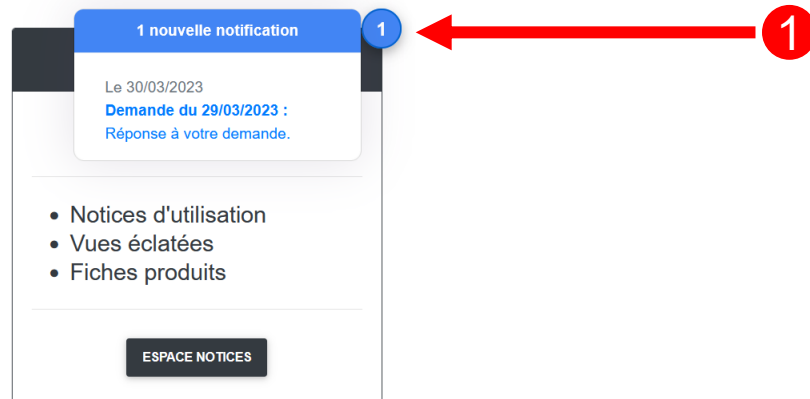 1 nouvelle notification
1
1
Le 30/03/2023
Demande du 29/03/2023 :
Réponse à votre demande.
Notices d'utilisation
Vues éclatées
Fiches produits
ESPACE NOTICES